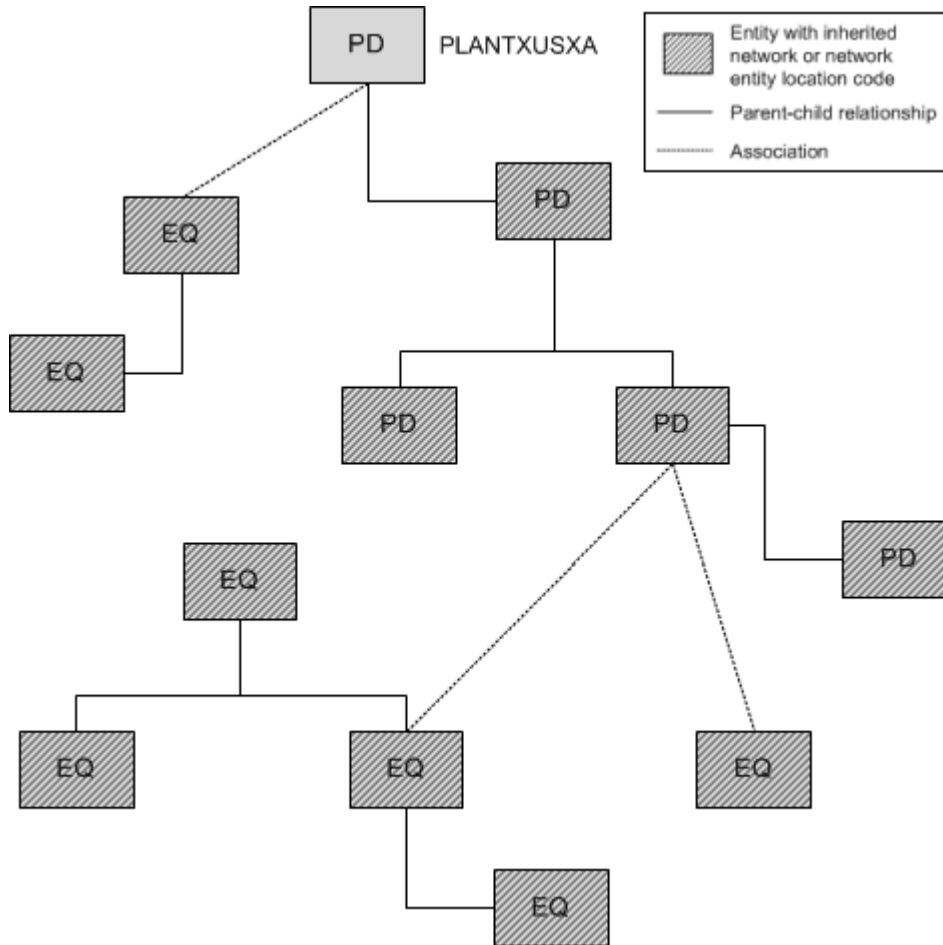 PD
PLANTXUSXA
Entity with inherited
network or network
entity location code
Parent-child relationship
Association
PD
EQ
EQ
PD
PD
PD
EQ
EQ
EQ
EQ
EQ